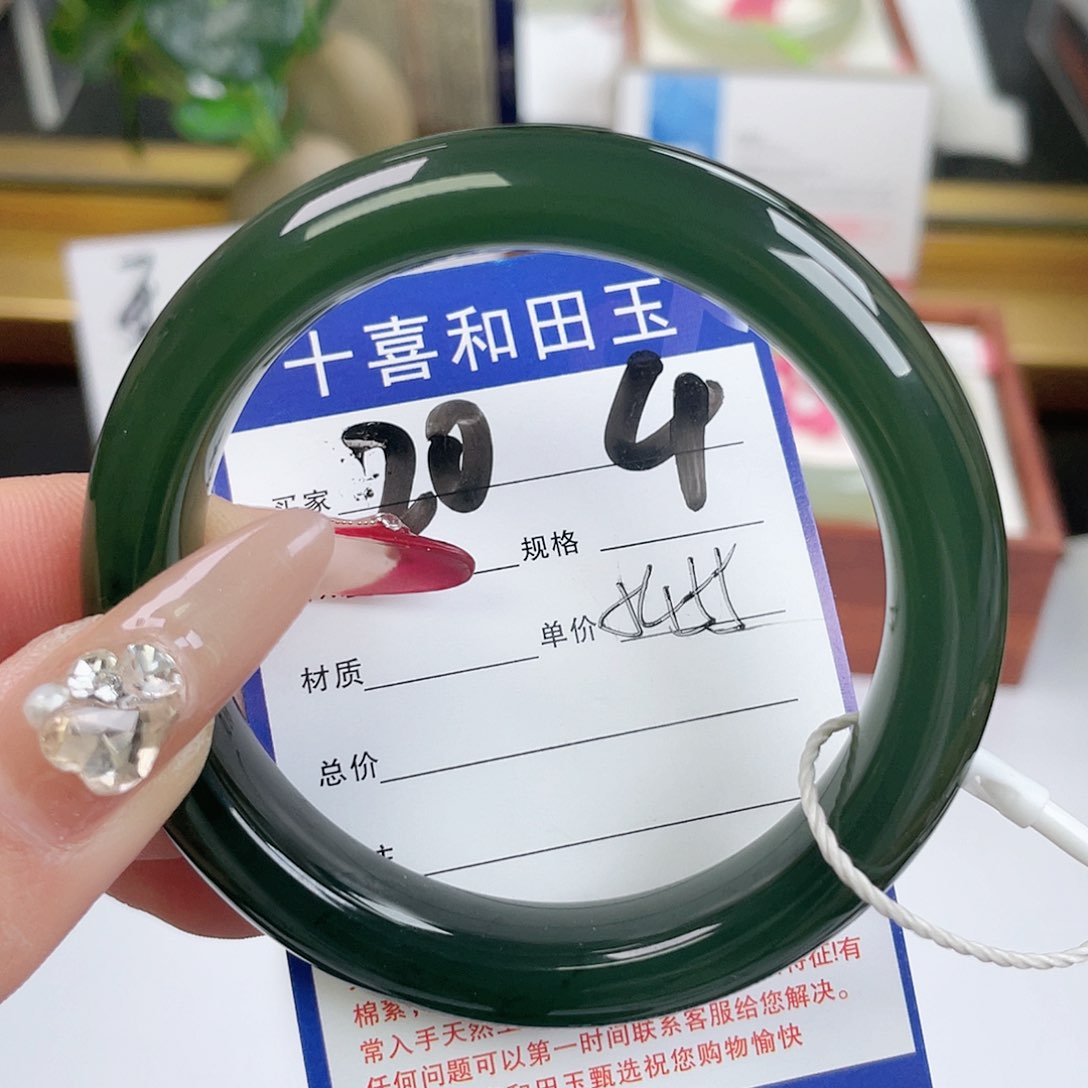 十喜和田玉
204
买家
规格
单价
材质
总价
特征!有
棉絮,
常入手天然
任何问题可以第一时间联系客服给您解决。
和田玉甄选祝您购物愉快